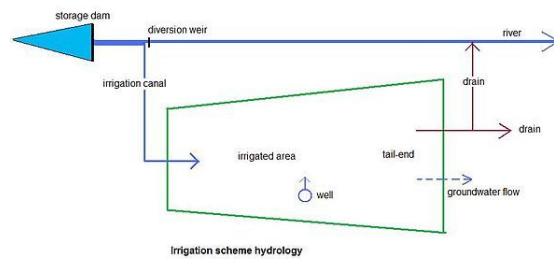 storage dam
diversion weir
river
irrigation canal
drain
drain
irrigated area
tail-end
well
groundwater flow
Irrigation scheme hydrology